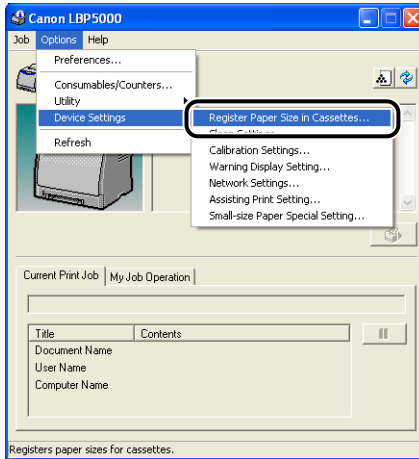 Canon LBP5000
Job Options Help
Preferences...
Consumables/Counters...
Utility
Device Settings
Refresh
Register Paper Size in Cassettes...
Sleep Settings...
Calibration Settings...
Warning Display Setting...
Network Settings...
Assisting Print Setting...
Small-size Paper Special Setting...
Current Print Job My Job Operation
Title Contents
Document Name
User Name
Computer Name
Registers paper sizes for cassettes.